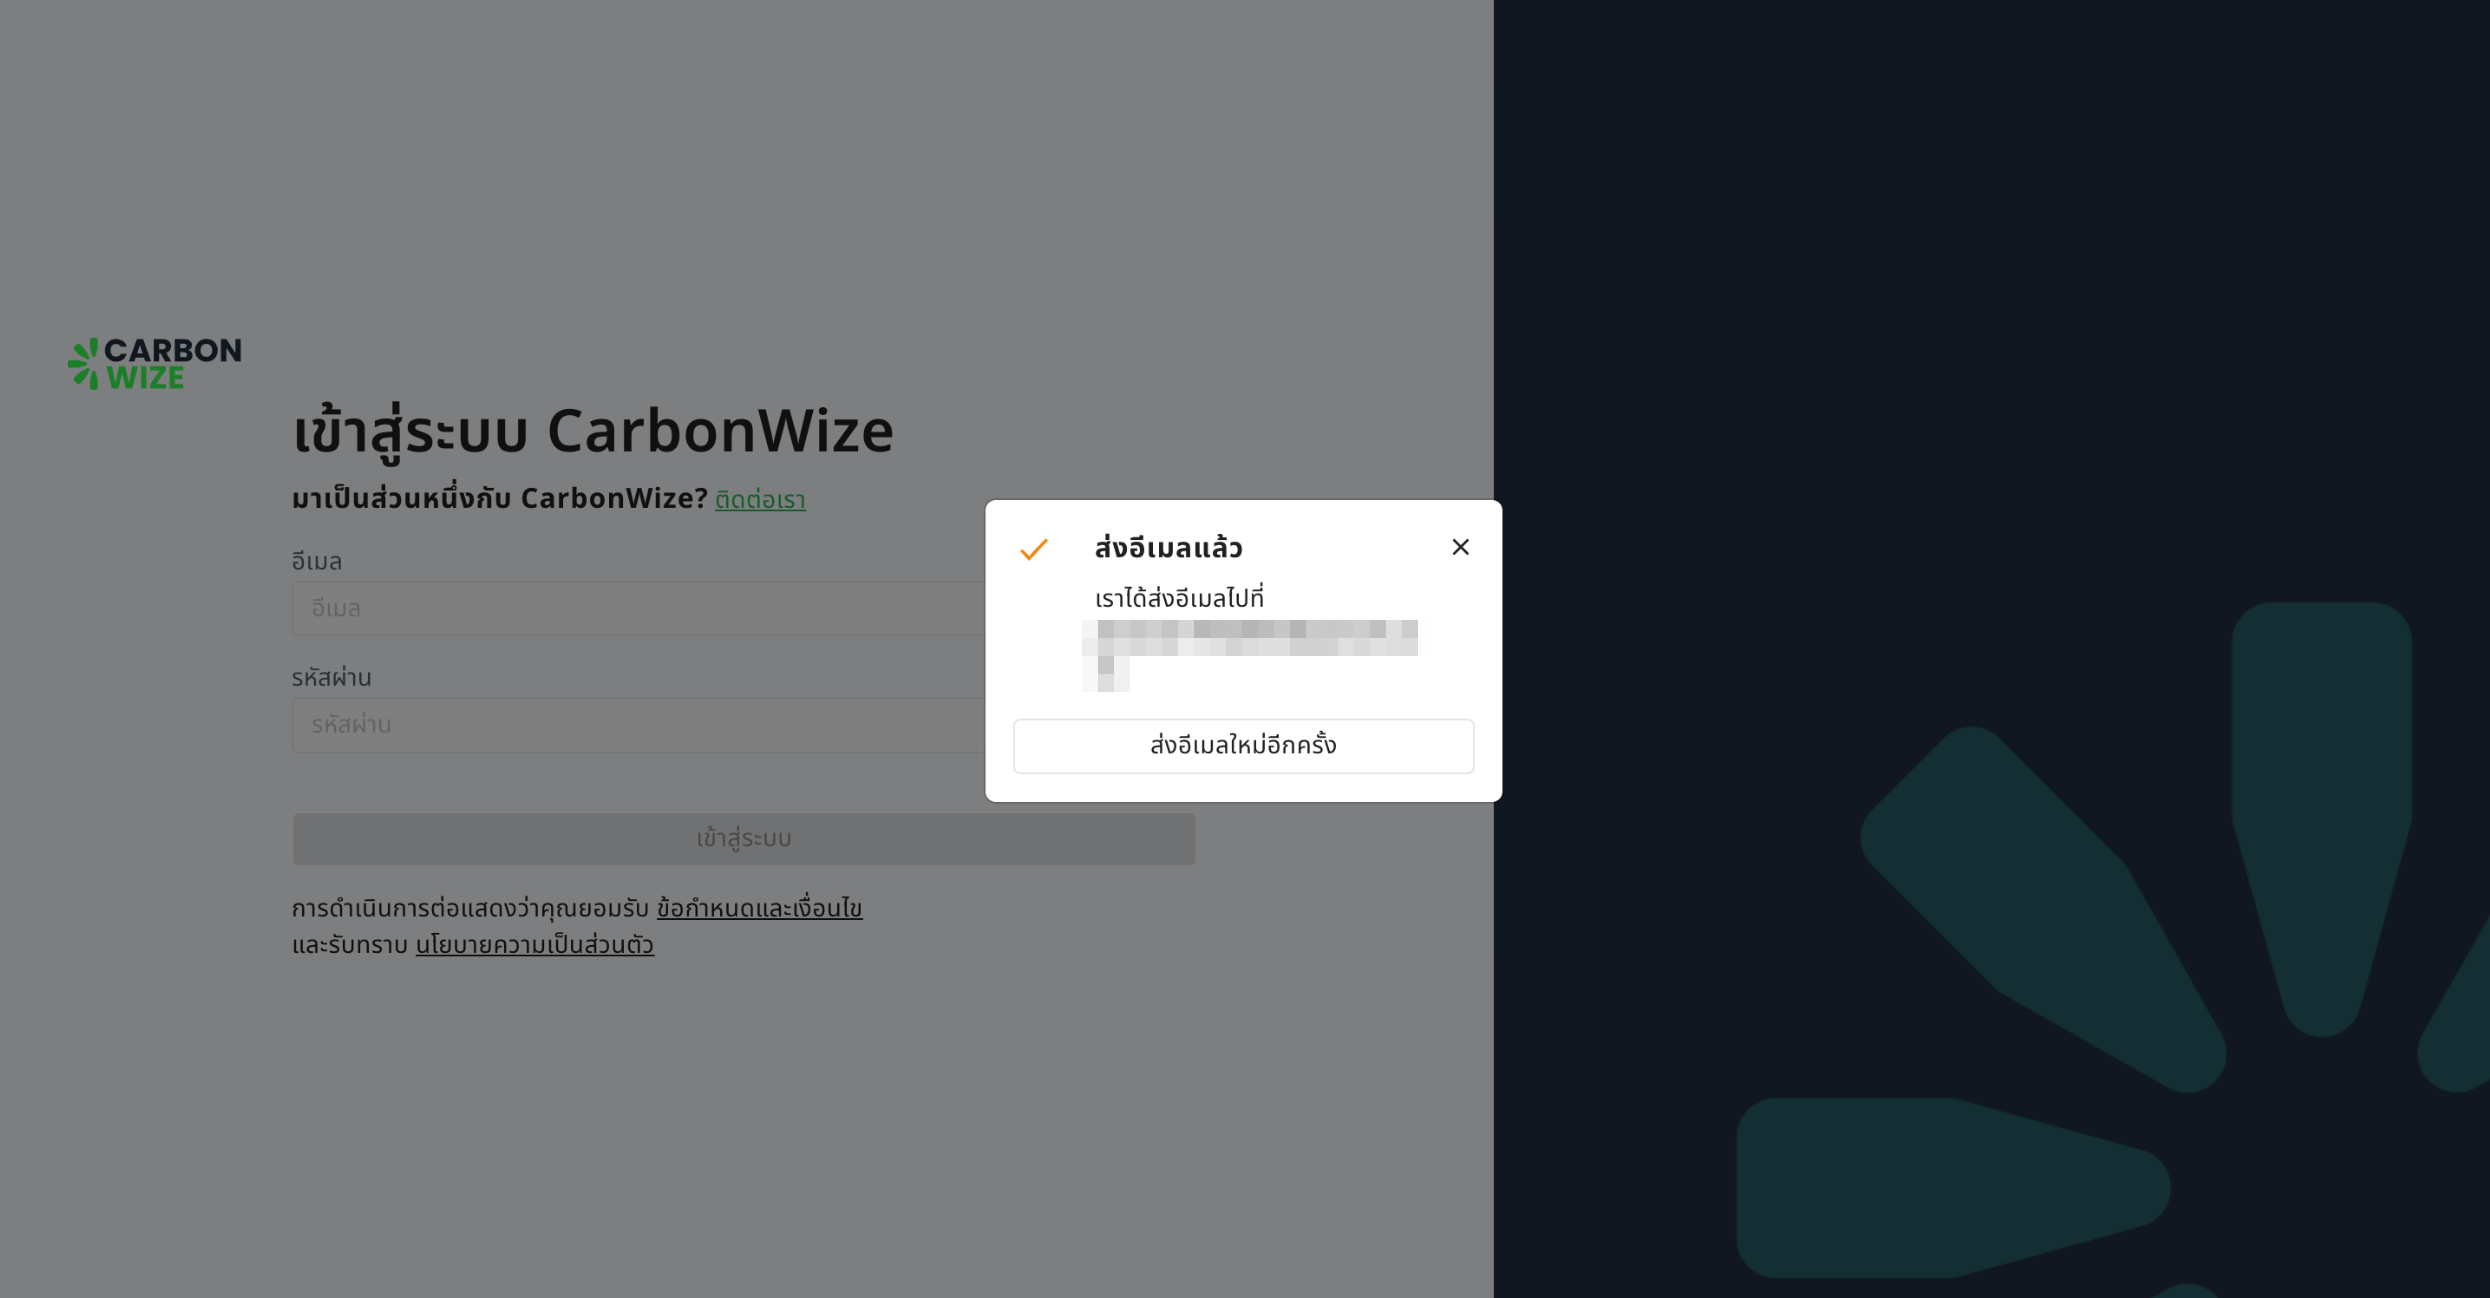 CARBON
WIZE
เข้าสู่ระบบ CarbonWize
มาเป็นส่วนหนึ่งกับ CarbonWize? ติดต่อเรา
อีเมล
อีเมล
รหัสผ่าน
รหัสผ่าน
เข้าสู่ระบบ
การดำเนินการต่อแสดงว่าคุณยอมรับ ข้อกำหนดและเงื่อนไข
และรับทราบ นโยบายความเป็นส่วนตัว
ส่งอีเมลแล้ว
เราได้ส่งอีเมลไปที่
ส่งอีเมลใหม่อีกครั้ง